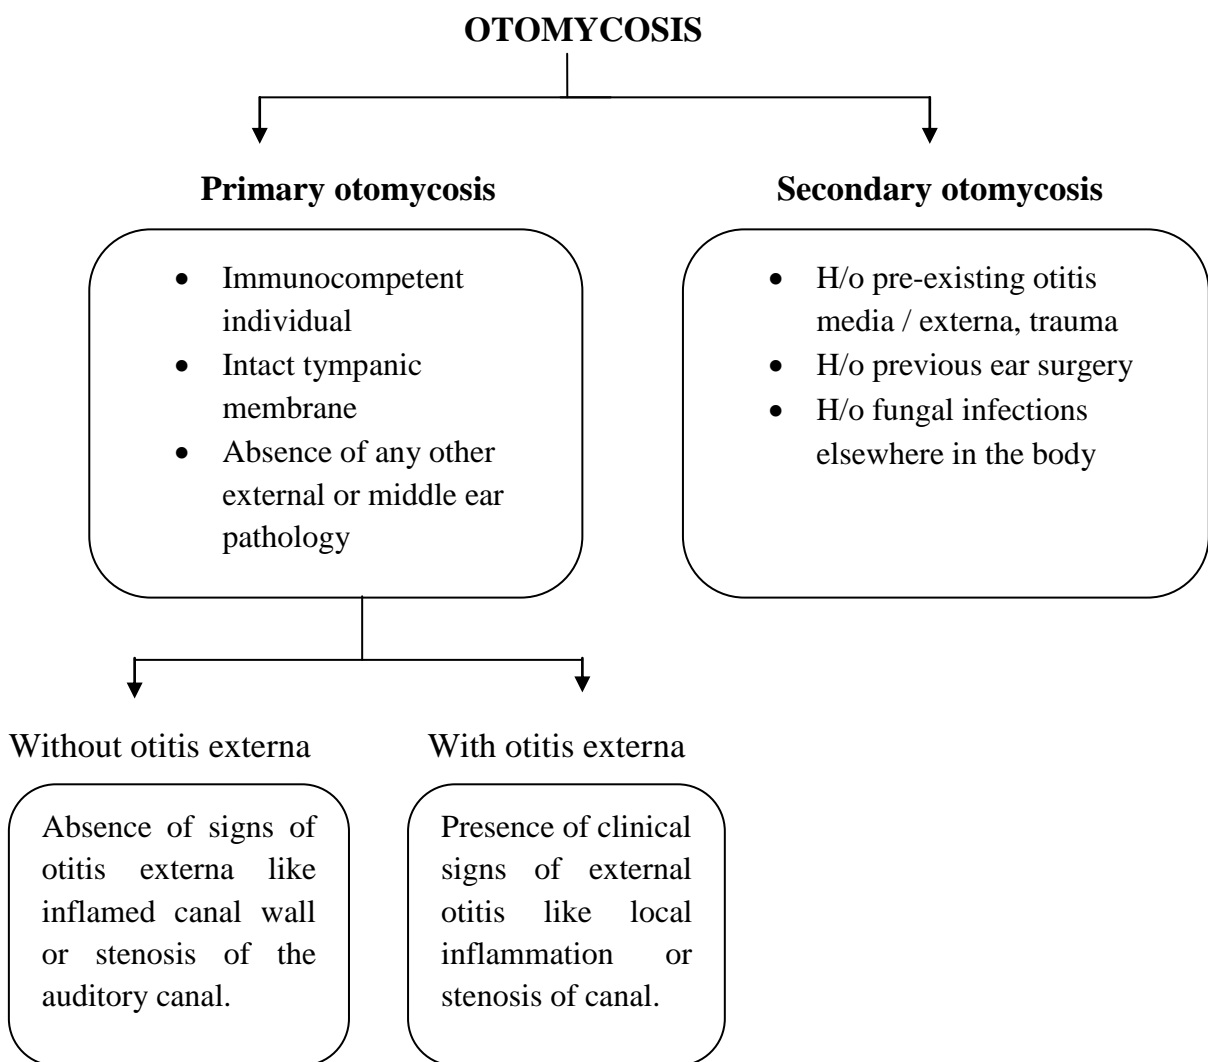 OTOMYCOSIS
Primary otomycosis
• Immunocompetent
individual
• Intact tympanic
membrane
• Absence of any other
external or middle ear
pathology
Secondary otomycosis
• H/o pre-existing otitis
media / externa, trauma
• H/o previous ear surgery
• H/o fungal infections
elsewhere in the body
Without otitis externa
Absence of signs of
otitis externa like
inflamed canal wall
or stenosis of the
auditory canal.
With otitis externa
Presence of clinical
signs of external
otitis like local
inflammation or
stenosis of canal.